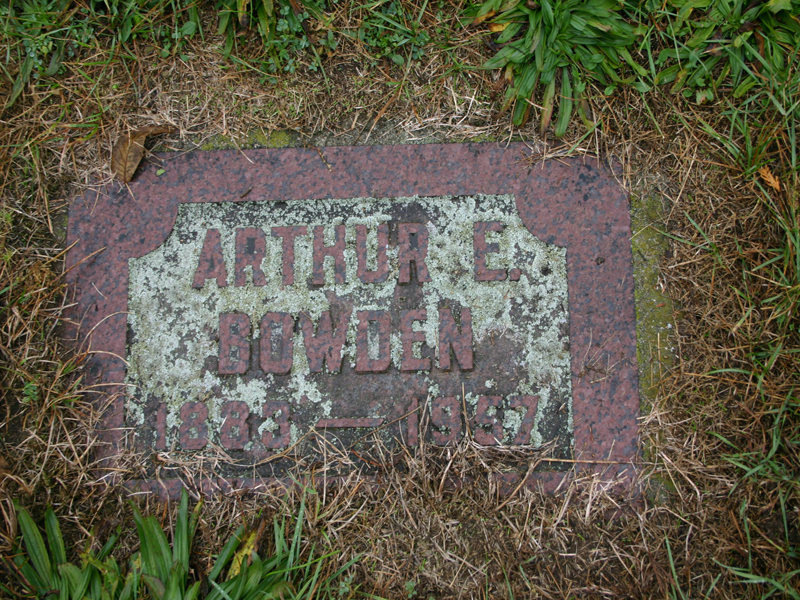 ARTHUR E.
BOWDEN
1883 — 1957